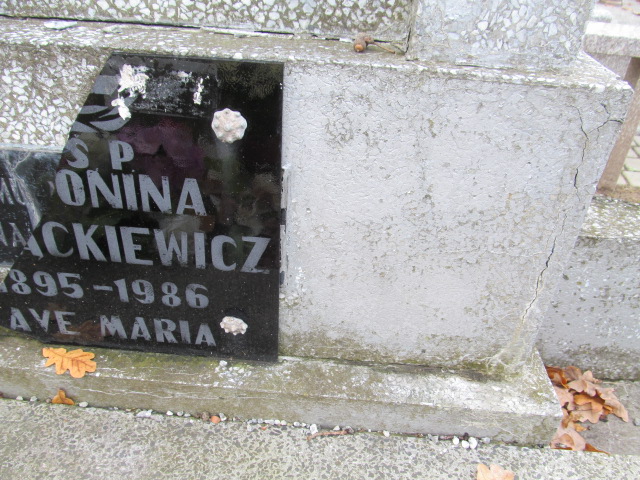 S P
ONINA
ACKIEWICZ
1895-1986
AVE MARIA